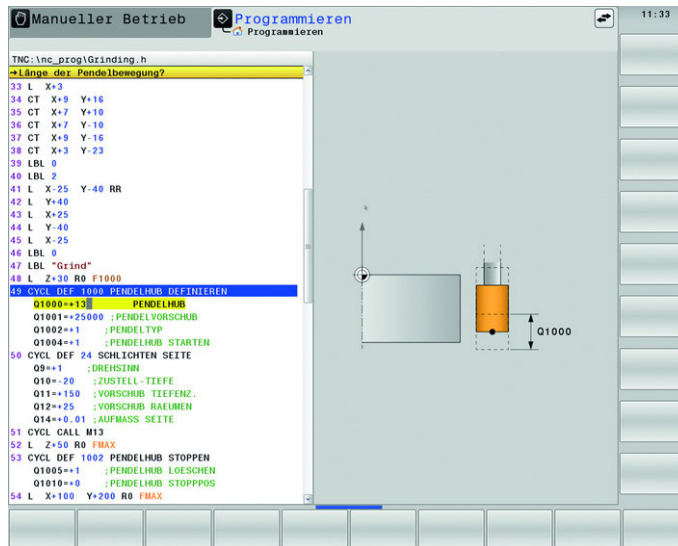 Manueller Betrieb
Programmieren
Programmieren
11:33
TNC:\nc_prog\Grinding.h
→Länge der Pendelbewegung?
33 L X+3
34 CT X+9 Y+16
35 CT X+7 Y+10
36 CT X+7 Y-10
37 CT X+9 Y-16
38 CT X+3 Y-23
39 LBL 0
40 LBL 2
41 L X-25 Y-40 RR
42 L Y+40
43 L X+25
44 L Y-40
45 L X-25
46 LBL 0
47 LBL "Grind"
48 L Z+30 R0 F1000
49 CYCL DEF 1000 PENDELHUB DEFINIEREN
Q1000=+13 PENDELHUB
Q1001=+25000 ;PENDELVORSCHUB
Q1002=+1 ;PENDELTYP
Q1004=+1 ;PENDELHUB STARTEN
50 CYCL DEF 24 SCHLICHTEN SEITE
Q9=+1 ;DREHSINN
Q10=-20 ;ZUSTELL-TIEFE
Q11=+150 ;VORSCHUB TIEFENZ.
Q12=+25 ;VORSCHUB RAEUMEN
Q14=+0.01 ;AUFMASS SEITE
51 CYCL CALL M13
52 L Z+50 R0 FMAX
53 CYCL DEF 1002 PENDELHUB STOPPEN
Q1005=+1 ;PENDELHUB LOESCHEN
Q1010=+0 ;PENDELHUB STOPPPOS
54 L X+100 Y+200 R0 FMAX
Q1000